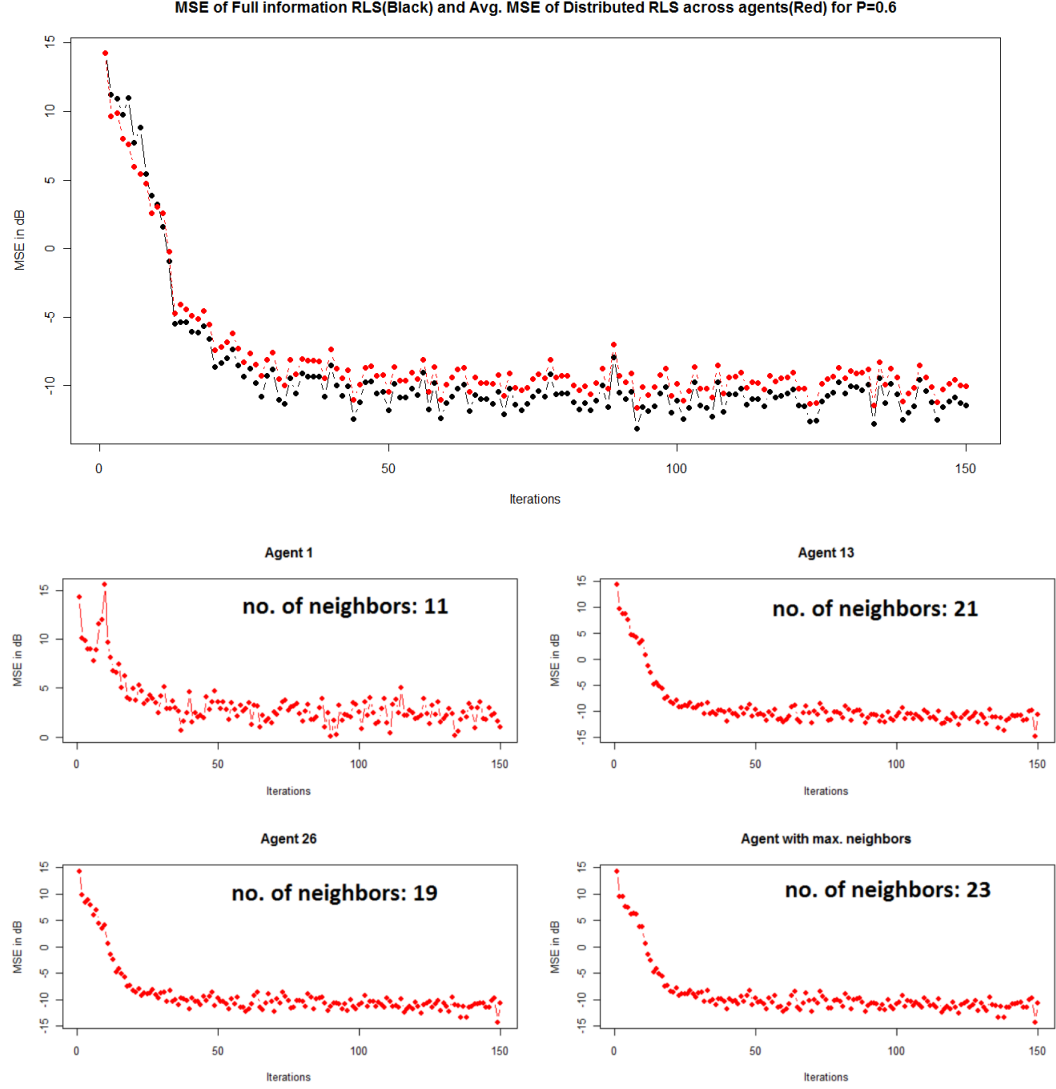 MSE of Full information RLS(Black) and Avg. MSE of Distributed RLS across agents(Red) for P=0.6
15
10
5
0
-5
-10
MSE in dB
0 50 100 150
Iterations
Agent 1
no. of neighbors: 11
15
10
5
0
MSE in dB
0 50 100 150
Iterations
Agent 13
no. of neighbors: 21
15
10
5
0
-5
-10
-15
MSE in dB
0 50 100 150
Iterations
Agent 26
no. of neighbors: 19
15
10
5
0
-5
-10
-15
MSE in dB
0 50 100 150
Iterations
Agent with max. neighbors
no. of neighbors: 23
15
10
5
0
-5
-10
-15
MSE in dB
0 50 100 150
Iterations